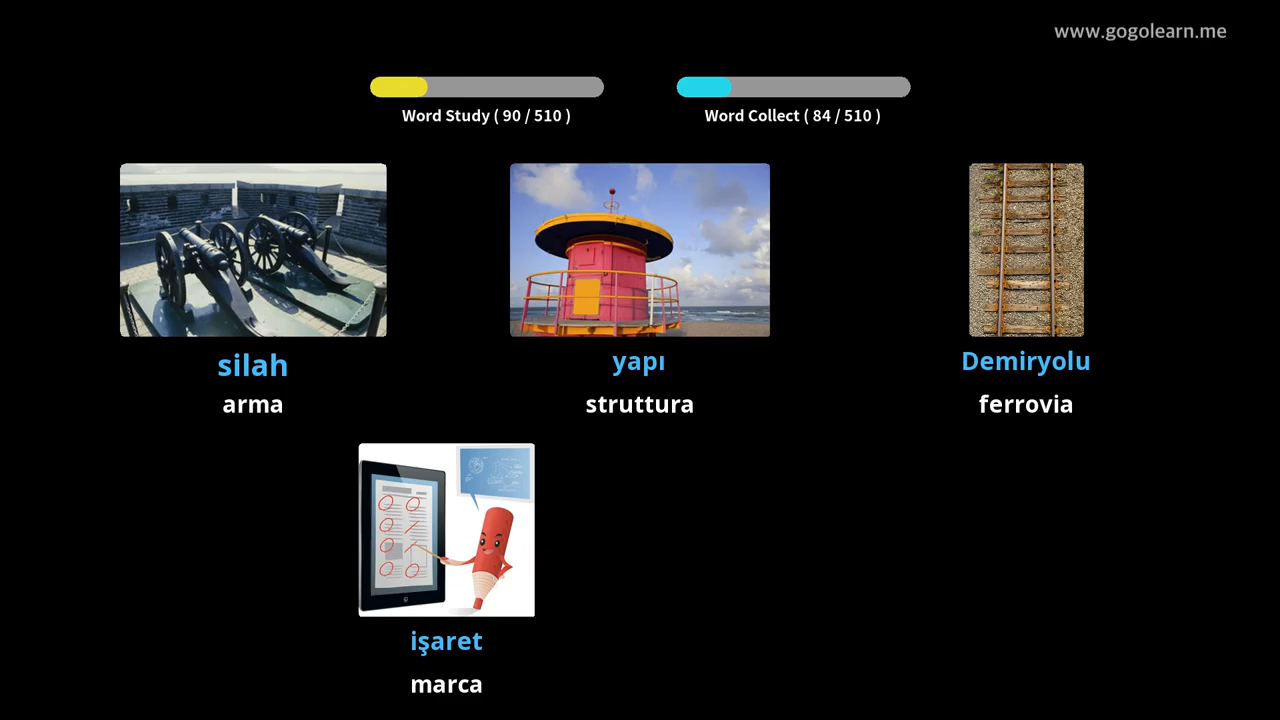 www.gogolearn.me
Word Study ( 90 / 510 )
Word Collect ( 84 / 510 )
silah
arma
yapı
struttura
Demiryolu
ferrovia
işaret
marca